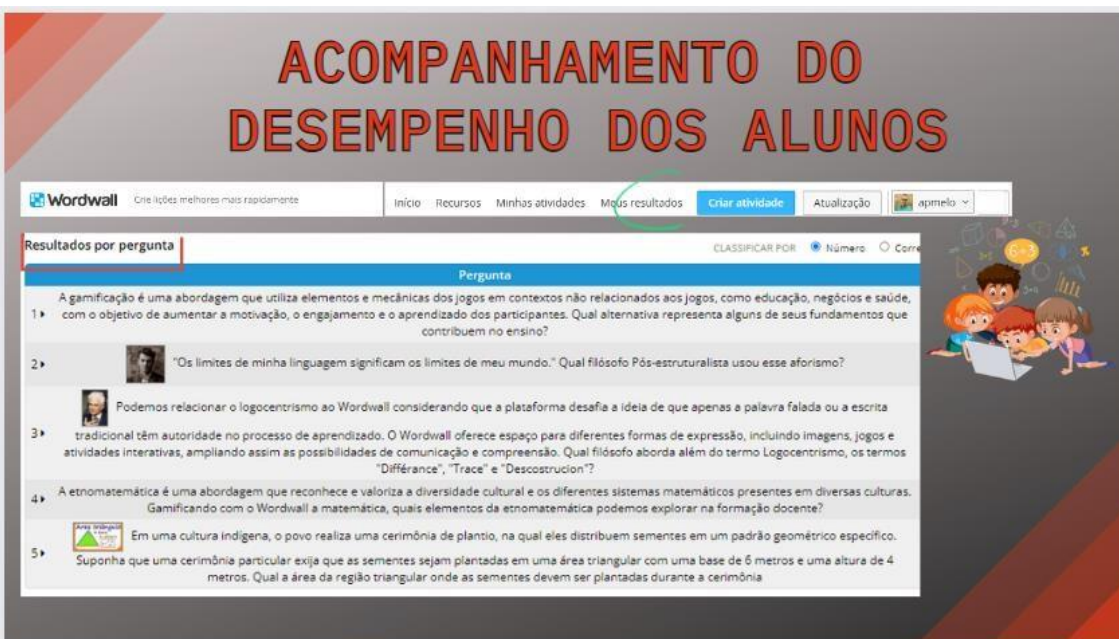 ACOMPANHAMENTO DO
DESEMPENHO DOS ALUNOS
Wordwall Crie lições melhores mais rapidamente Início Recursos Minhas atividades Meus resultados Criar atividade Atualização apmelo
Resultados por pergunta CLASSIFICAR POR Número Corre
Pergunta
A gamificação é uma abordagem que utiliza elementos e mecânicas dos jogos em contextos não relacionados aos jogos, como educação, negócios e saúde,
1 com o objetivo de aumentar a motivação, o engajamento e o aprendizado dos participantes. Qual alternativa representa alguns de seus fundamentos que
contribuem no ensino?
2 "Os limites de minha linguagem significam os limites de meu mundo." Qual filósofo Pós-estruturalista usou esse aforismo?
Podemos relacionar o logocentrismo ao Wordwall considerando que a plataforma desafia a ideia de que apenas a palavra falada ou a escrita
3 tradicional têm autoridade no processo de aprendizado. O Wordwall oferece espaço para diferentes formas de expressão, incluindo imagens, jogos e
atividades interativas, ampliando assim as possibilidades de comunicação e compreensão. Qual filósofo aborda além do termo Logocentrismo, os termos
"Différance", "Trace" e "Descostrucion"?
4 A etnomatemática é uma abordagem que reconhece e valoriza a diversidade cultural e os diferentes sistemas matemáticos presentes em diversas culturas.
Gamificando com o Wordwall a matemática, quais elementos da etnomatemática podemos explorar na formação docente?
Em uma cultura indígena, o povo realiza uma cerimônia de plantio, na qual eles distribuem sementes em um padrão geométrico específico.
5 Suponha que uma cerimônia particular exija que as sementes sejam plantadas em uma área triangular com uma base de 6 metros e uma altura de 4
metros. Qual a área da região triangular onde as sementes devem ser plantadas durante a cerimônia
6÷3